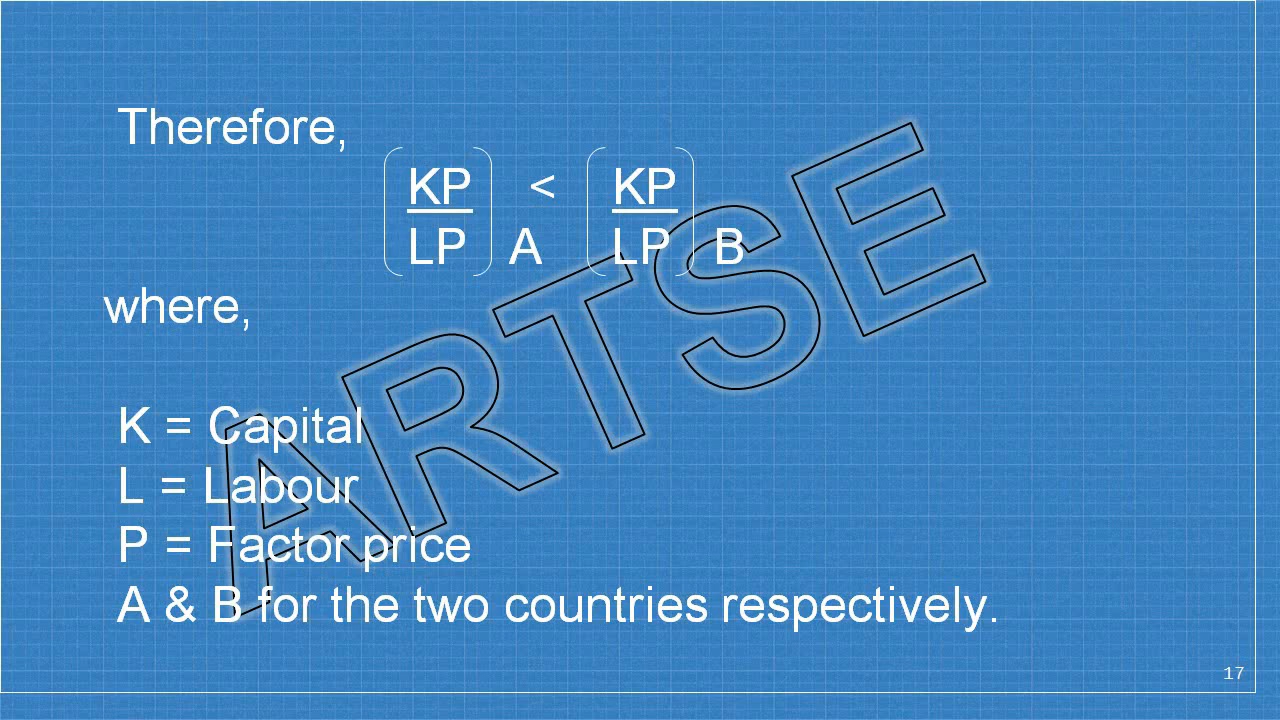 Therefore,
KP < KP
LP A LP B
where,
K = Capital
L = Labour
P = Factor price
A & B for the two countries respectively.
ARTSE
17